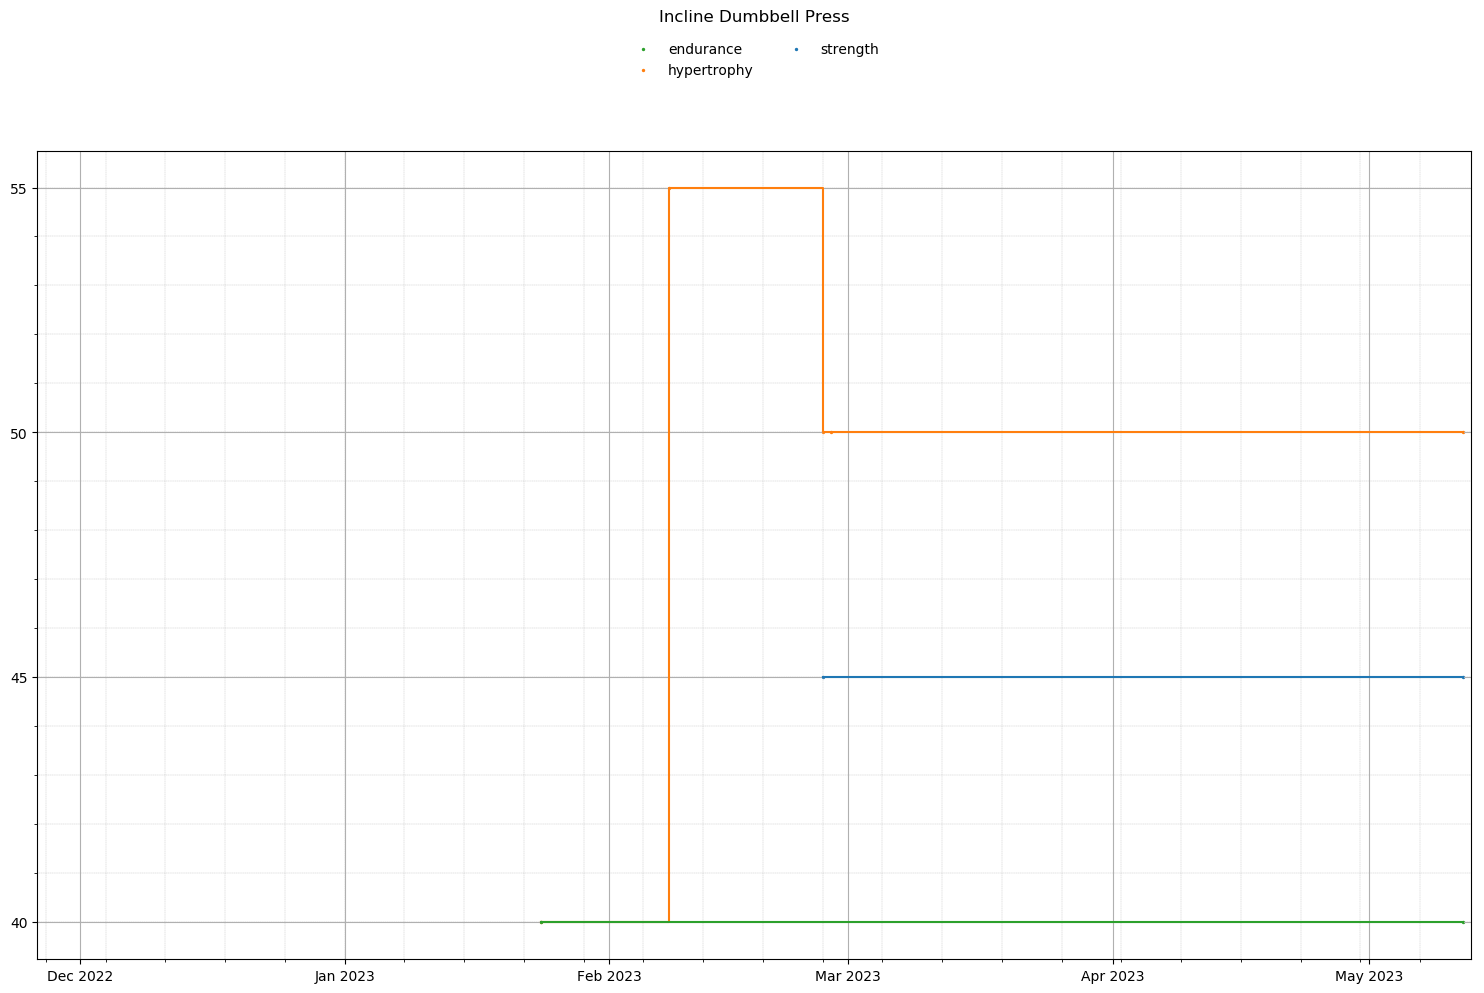 Incline Dumbbell Press
endurance
hypertrophy
strength
55
50
45
40
Dec 2022
Jan 2023
Feb 2023
Mar 2023
Apr 2023
May 2023